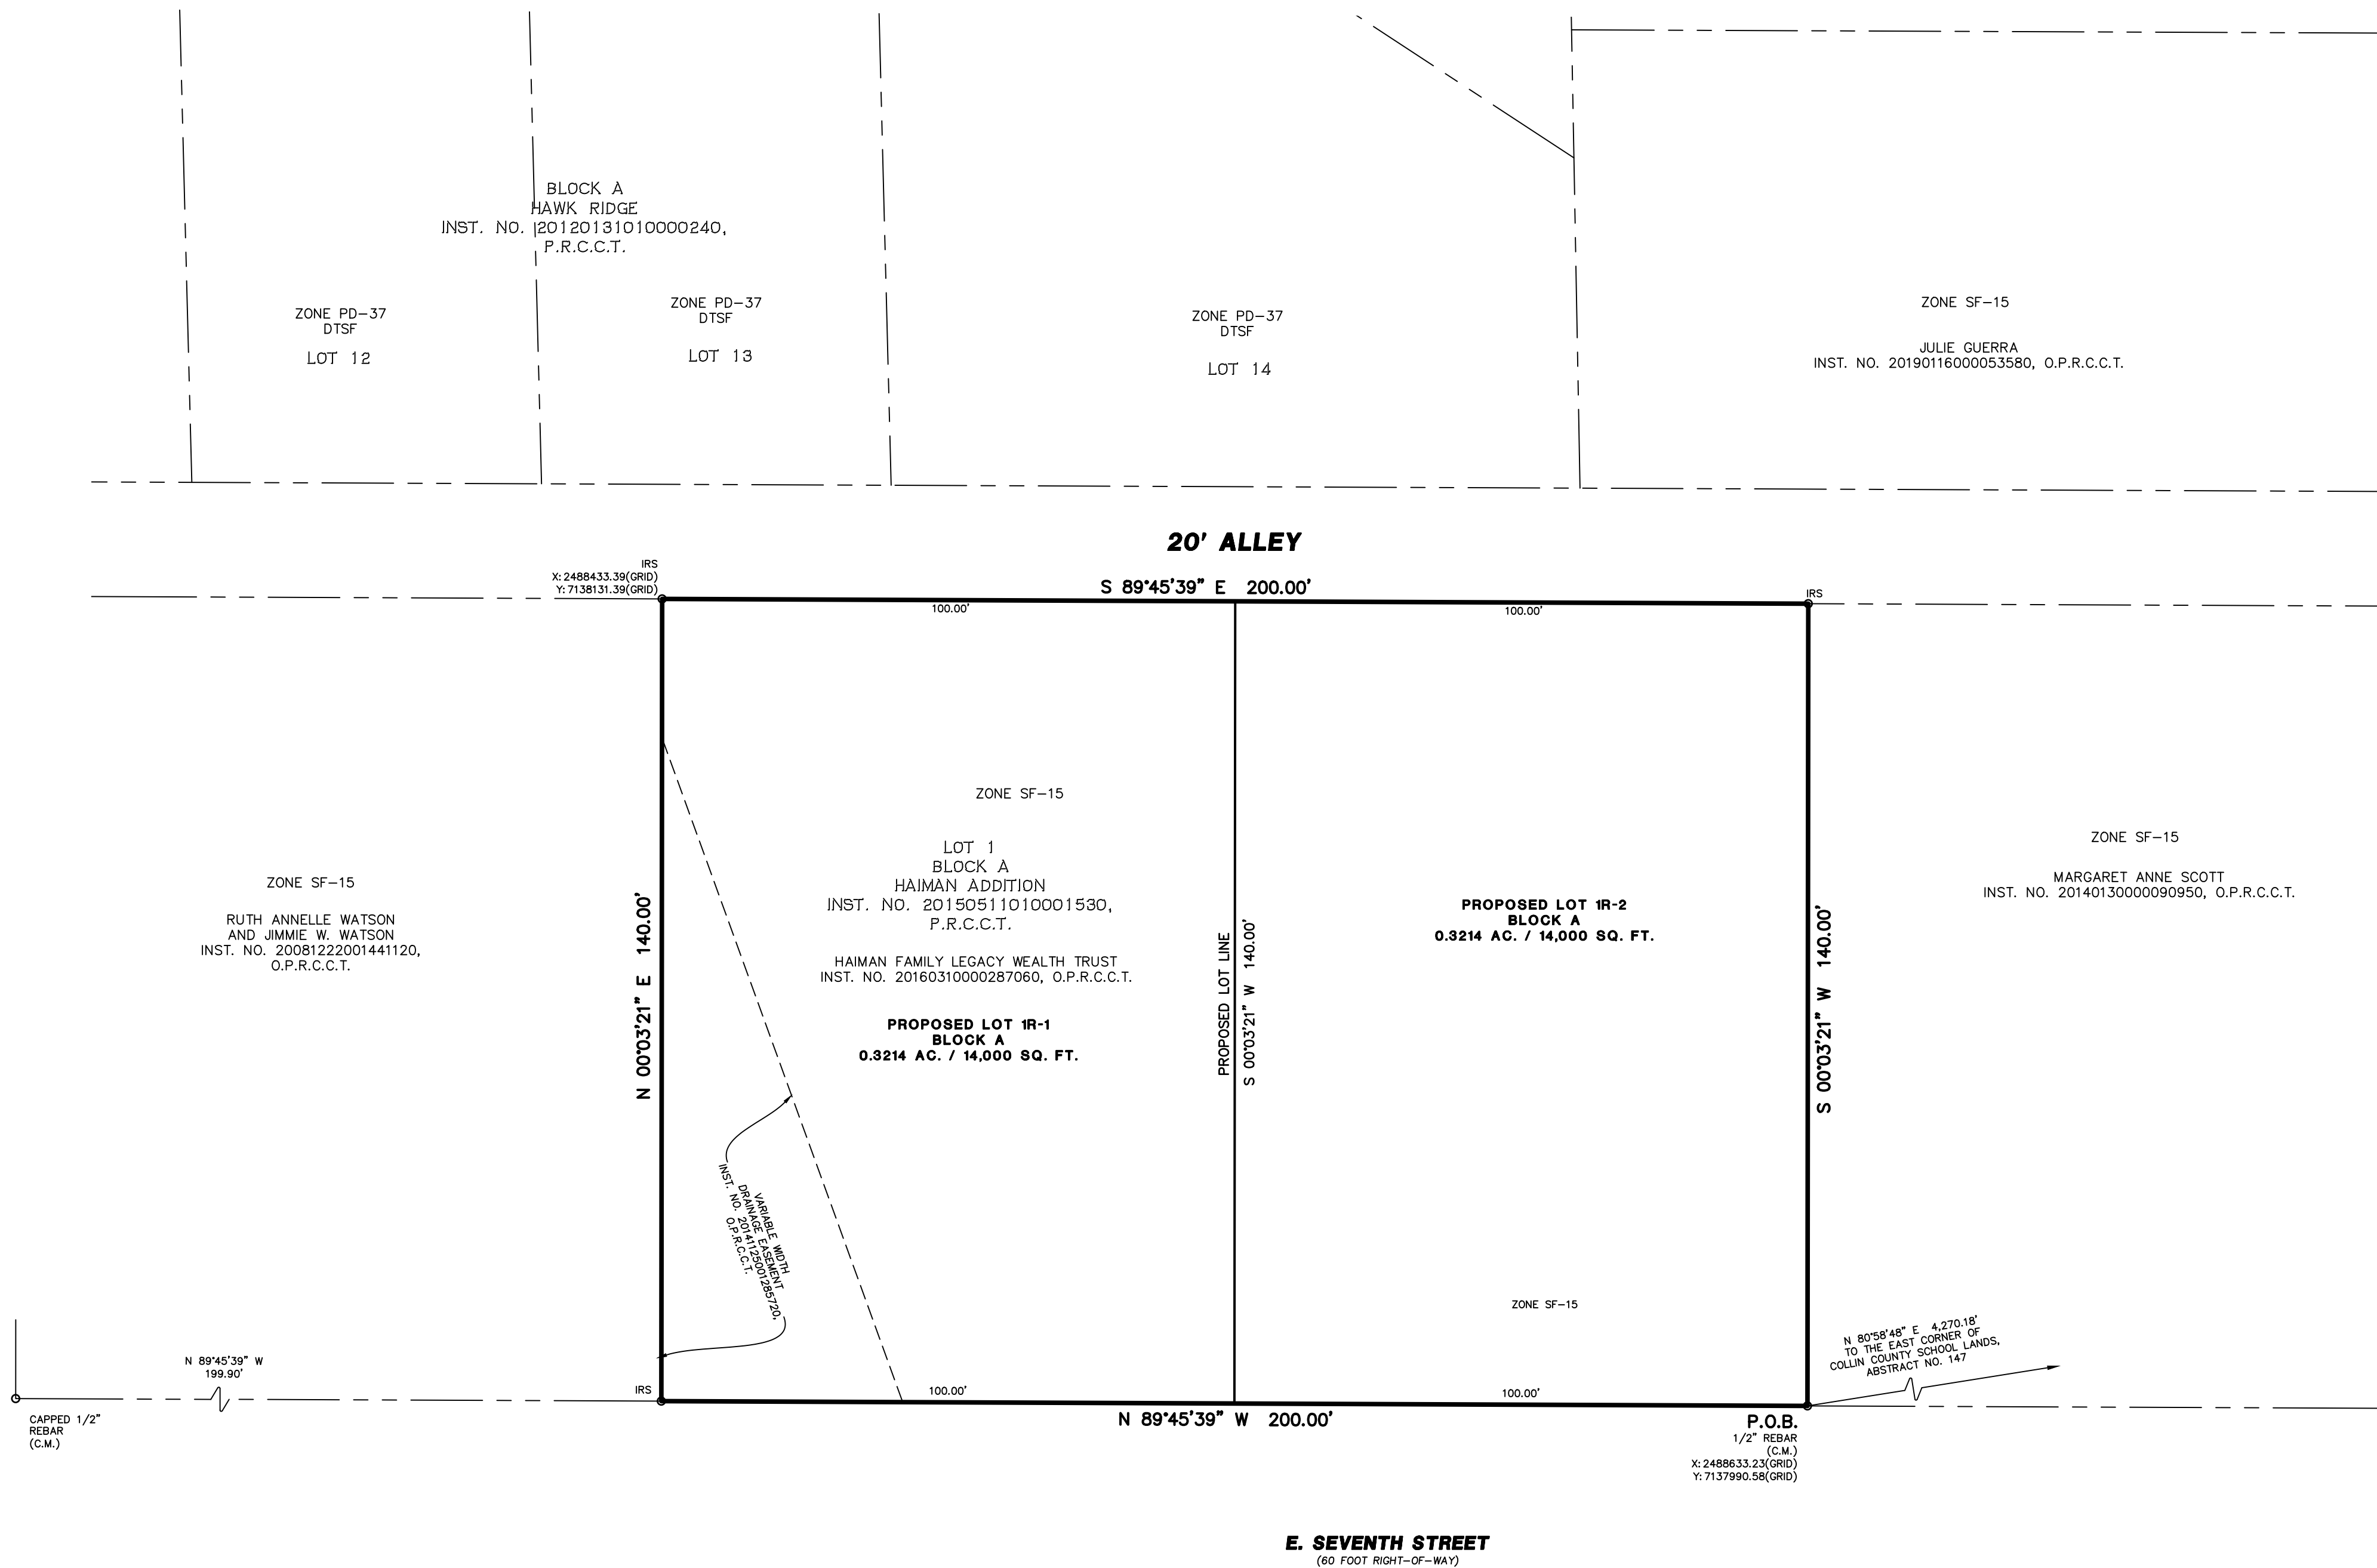 BLOCK A
HAWK RIDGE
INST. NO. 20120131010000240,
P.R.C.C.T.
ZONE PD-37
DTSF
LOT 12
ZONE PD-37
DTSF
LOT 13
ZONE PD-37
DTSF
LOT 14
ZONE SF-15
JULIE GUERRA
INST. NO. 20190116000053580, O.P.R.C.C.T.
20' ALLEY
IRS
X: 2488433.39(GRID)
Y: 7138131.39(GRID)
S 89°45'39" E 200.00'
100.00'
100.00'
IRS
ZONE SF-15
RUTH ANNELLE WATSON
AND JIMMIE W. WATSON
INST. NO. 20081222001441120,
O.P.R.C.C.T.
N 00°03'21" E 140.00'
ZONE SF-15
LOT 1
BLOCK A
HAIMAN ADDITION
INST. NO. 20150511010001530,
P.R.C.C.T.
HAIMAN FAMILY LEGACY WEALTH TRUST
INST. NO. 20160310000287060, O.P.R.C.C.T.
PROPOSED LOT 1R-1
BLOCK A
0.3214 AC. / 14,000 SQ. FT.
VARIABLE WIDTH
DRAINAGE EASEMENT
INST. NO. 20141125001285720,
O.P.R.C.C.T.
PROPOSED LOT LINE
S 00°03'21" W 140.00'
PROPOSED LOT 1R-2
BLOCK A
0.3214 AC. / 14,000 SQ. FT.
ZONE SF-15
S 00°03'21" W 140.00'
ZONE SF-15
MARGARET ANNE SCOTT
INST. NO. 20140130000090950, O.P.R.C.C.T.
N 80°58'48" E 4,270.18'
TO THE EAST CORNER OF
COLLIN COUNTY SCHOOL LANDS,
ABSTRACT NO. 147
N 89°45'39" W
199.90'
CAPPED 1/2"
REBAR
(C.M.)
IRS
100.00'
100.00'
N 89°45'39" W 200.00'
P.O.B.
1/2" REBAR
(C.M.)
X: 2488633.23(GRID)
Y: 7137990.58(GRID)
E. SEVENTH STREET
(60 FOOT RIGHT-OF-WAY)